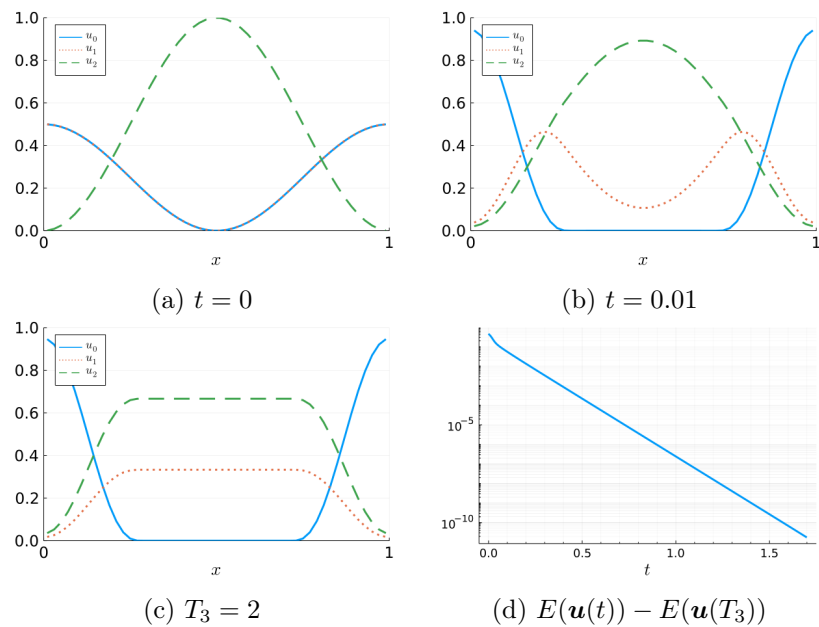 1.0
0.8
0.6
0.4
0.2
0.0
u₀
u₁
u₂
0
1
x
(a) t = 0
1.0
0.8
0.6
0.4
0.2
0.0
u₀
u₁
u₂
0
1
x
(b) t = 0.01
1.0
0.8
0.6
0.4
0.2
0.0
u₀
u₁
u₂
0
1
x
(c) T₃ = 2
10⁻⁵
10⁻¹⁰
0.0
0.5
1.0
1.5
t
(d) E(u(t)) − E(u(T₃))